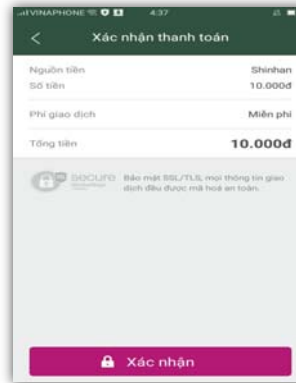 VINAPHONE 4:37
Xác nhận thanh toán
Nguồn tiền Shinhan
Số tiền 10.000đ
Phí giao dịch Miễn phí
Tổng tiền 10.000đ
secure
Bảo mật SSL/TLS, mọi thông tin giao
dịch đều được mã hoá an toàn.
Xác nhận